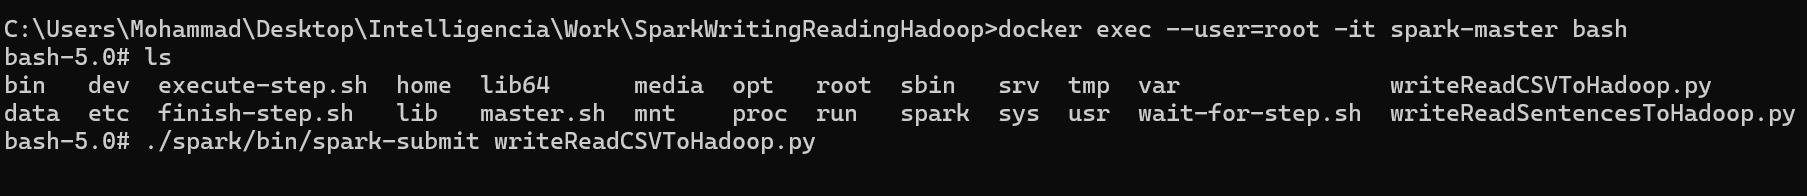 C:\Users\Mohammad\Desktop\Intelligencia\Work\SparkWritingReadingHadoop>docker exec --user=root -it spark-master bash
bash-5.0# ls
bin   dev  execute-step.sh  home  lib64      media  opt   root  sbin   srv  tmp  var               writeReadCSVToHadoop.py
data  etc  finish-step.sh   lib   master.sh  mnt    proc  run   spark  sys  usr  wait-for-step.sh  writeReadSentencesToHadoop.py
bash-5.0# ./spark/bin/spark-submit writeReadCSVToHadoop.py